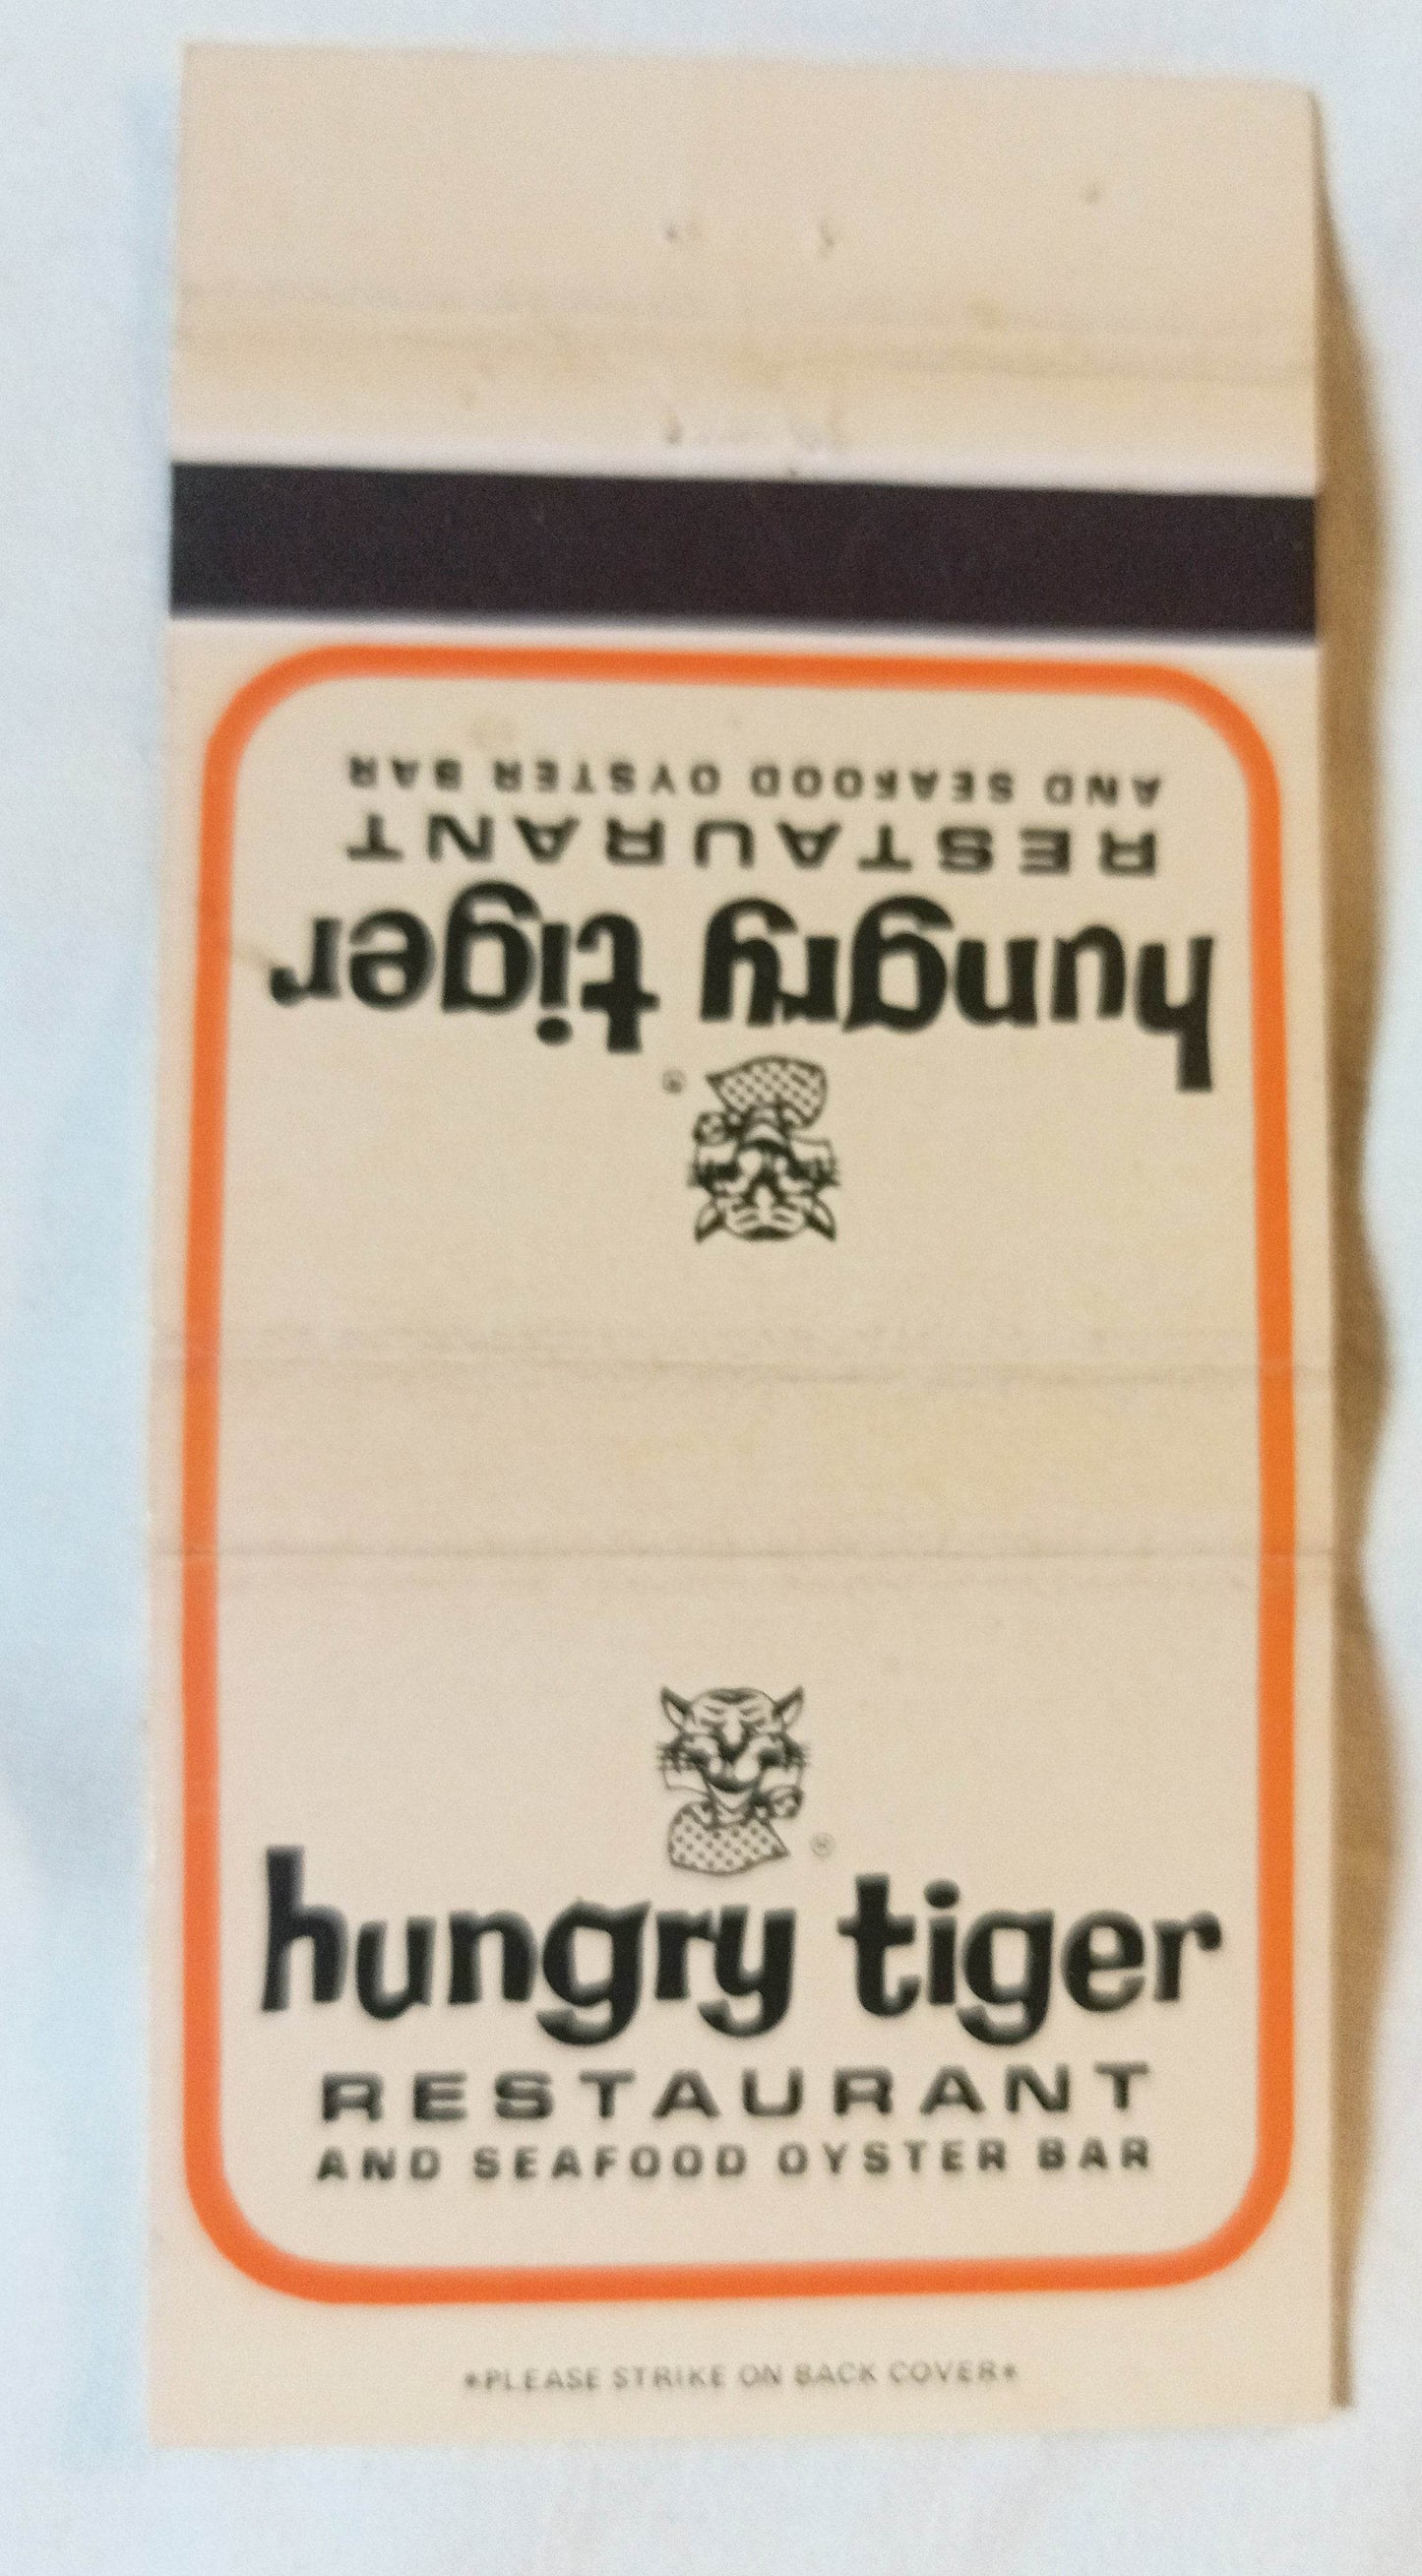 AND SEAFOOD OYSTER BAR
RESTAURANT
hungry tiger
®
®
hungry tiger
RESTAURANT
AND SEAFOOD OYSTER BAR
*PLEASE STRIKE ON BACK COVER*